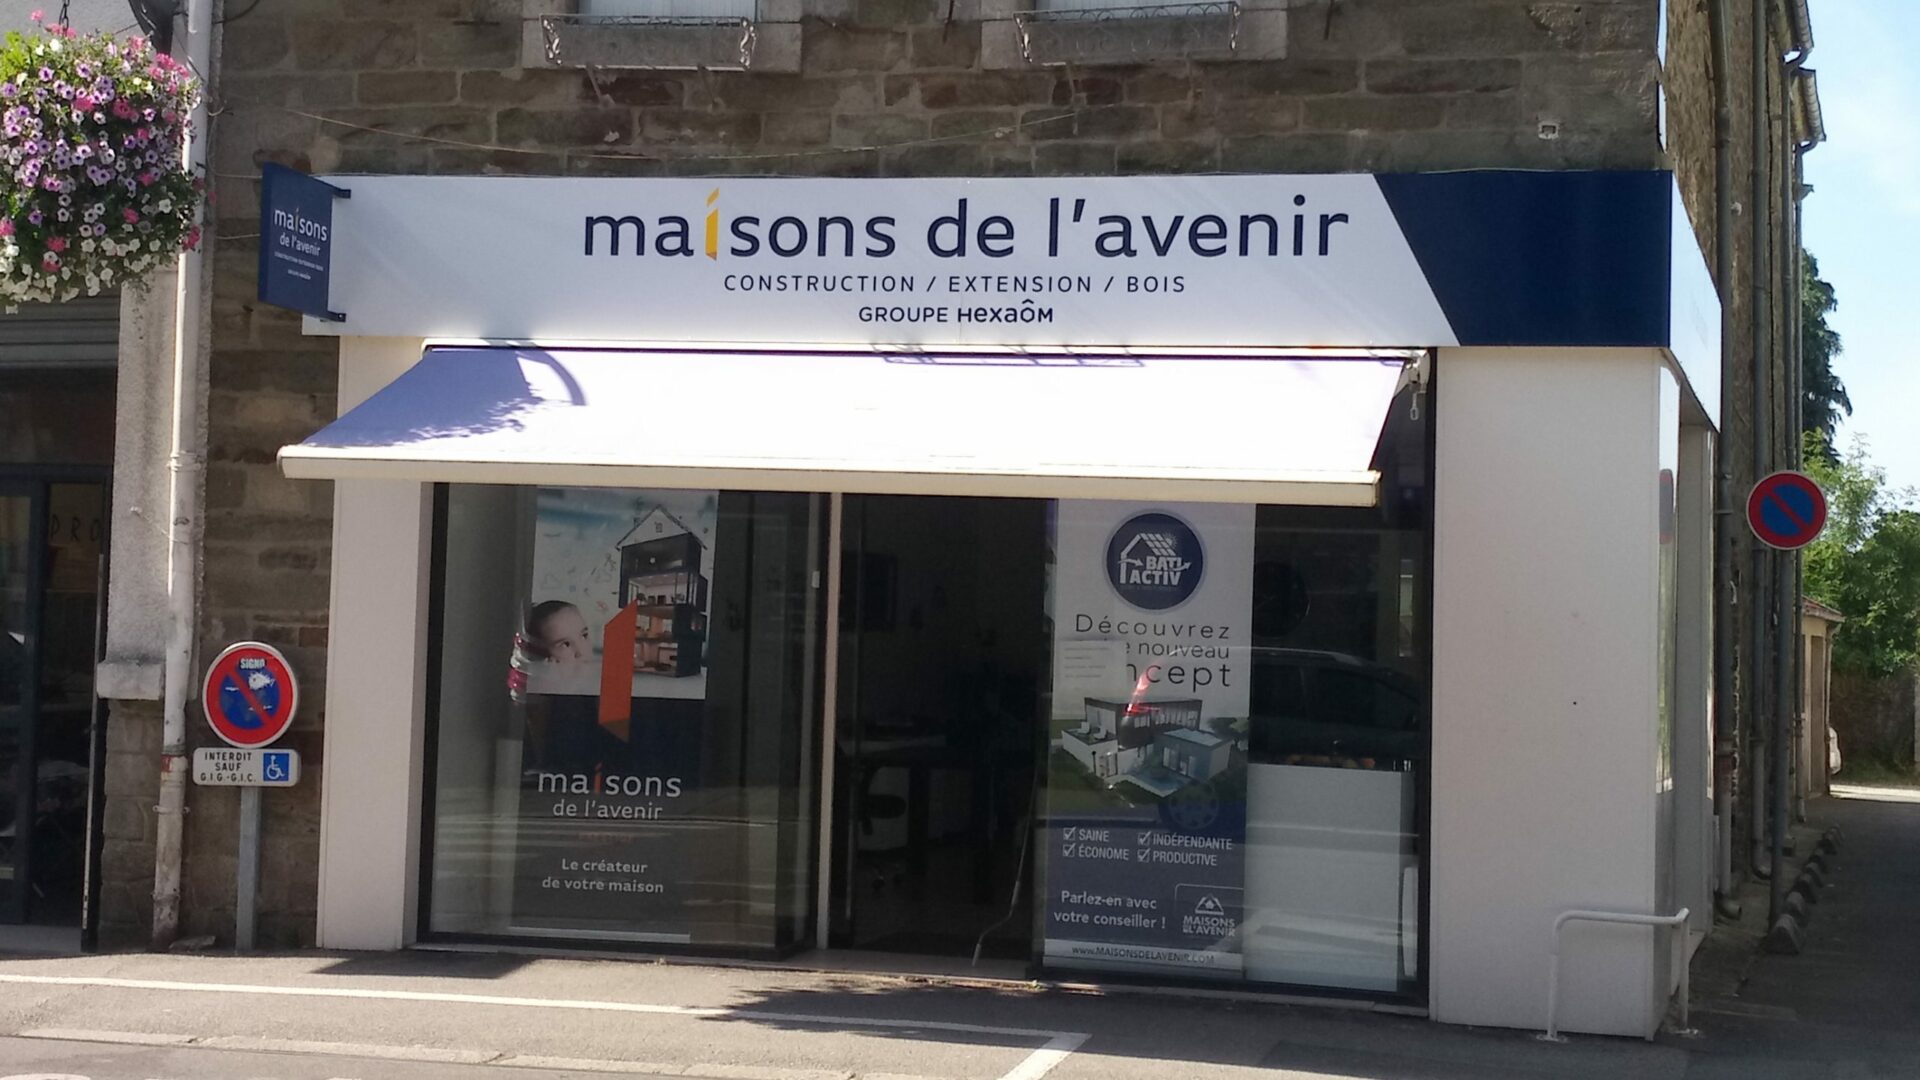 maisons de l'avenir
CONSTRUCTION / EXTENSION / BOIS
GROUPE HEXAÔM
maisons
de l'avenir
PRO
SIGNA
INTERDIT
SAUF
G.I.G.-G.I.C.
maisons
de l'avenir
Le créateur
de votre maison
BATI
ACTIV
Découvrez
nouveau
ncept
SAINE
INDÉPENDANTE
ÉCONOME
PRODUCTIVE
Parlez-en avec
votre conseiller !
MAISONS
DE L'AVENIR
www.MAISONSDELAVENIR.COM